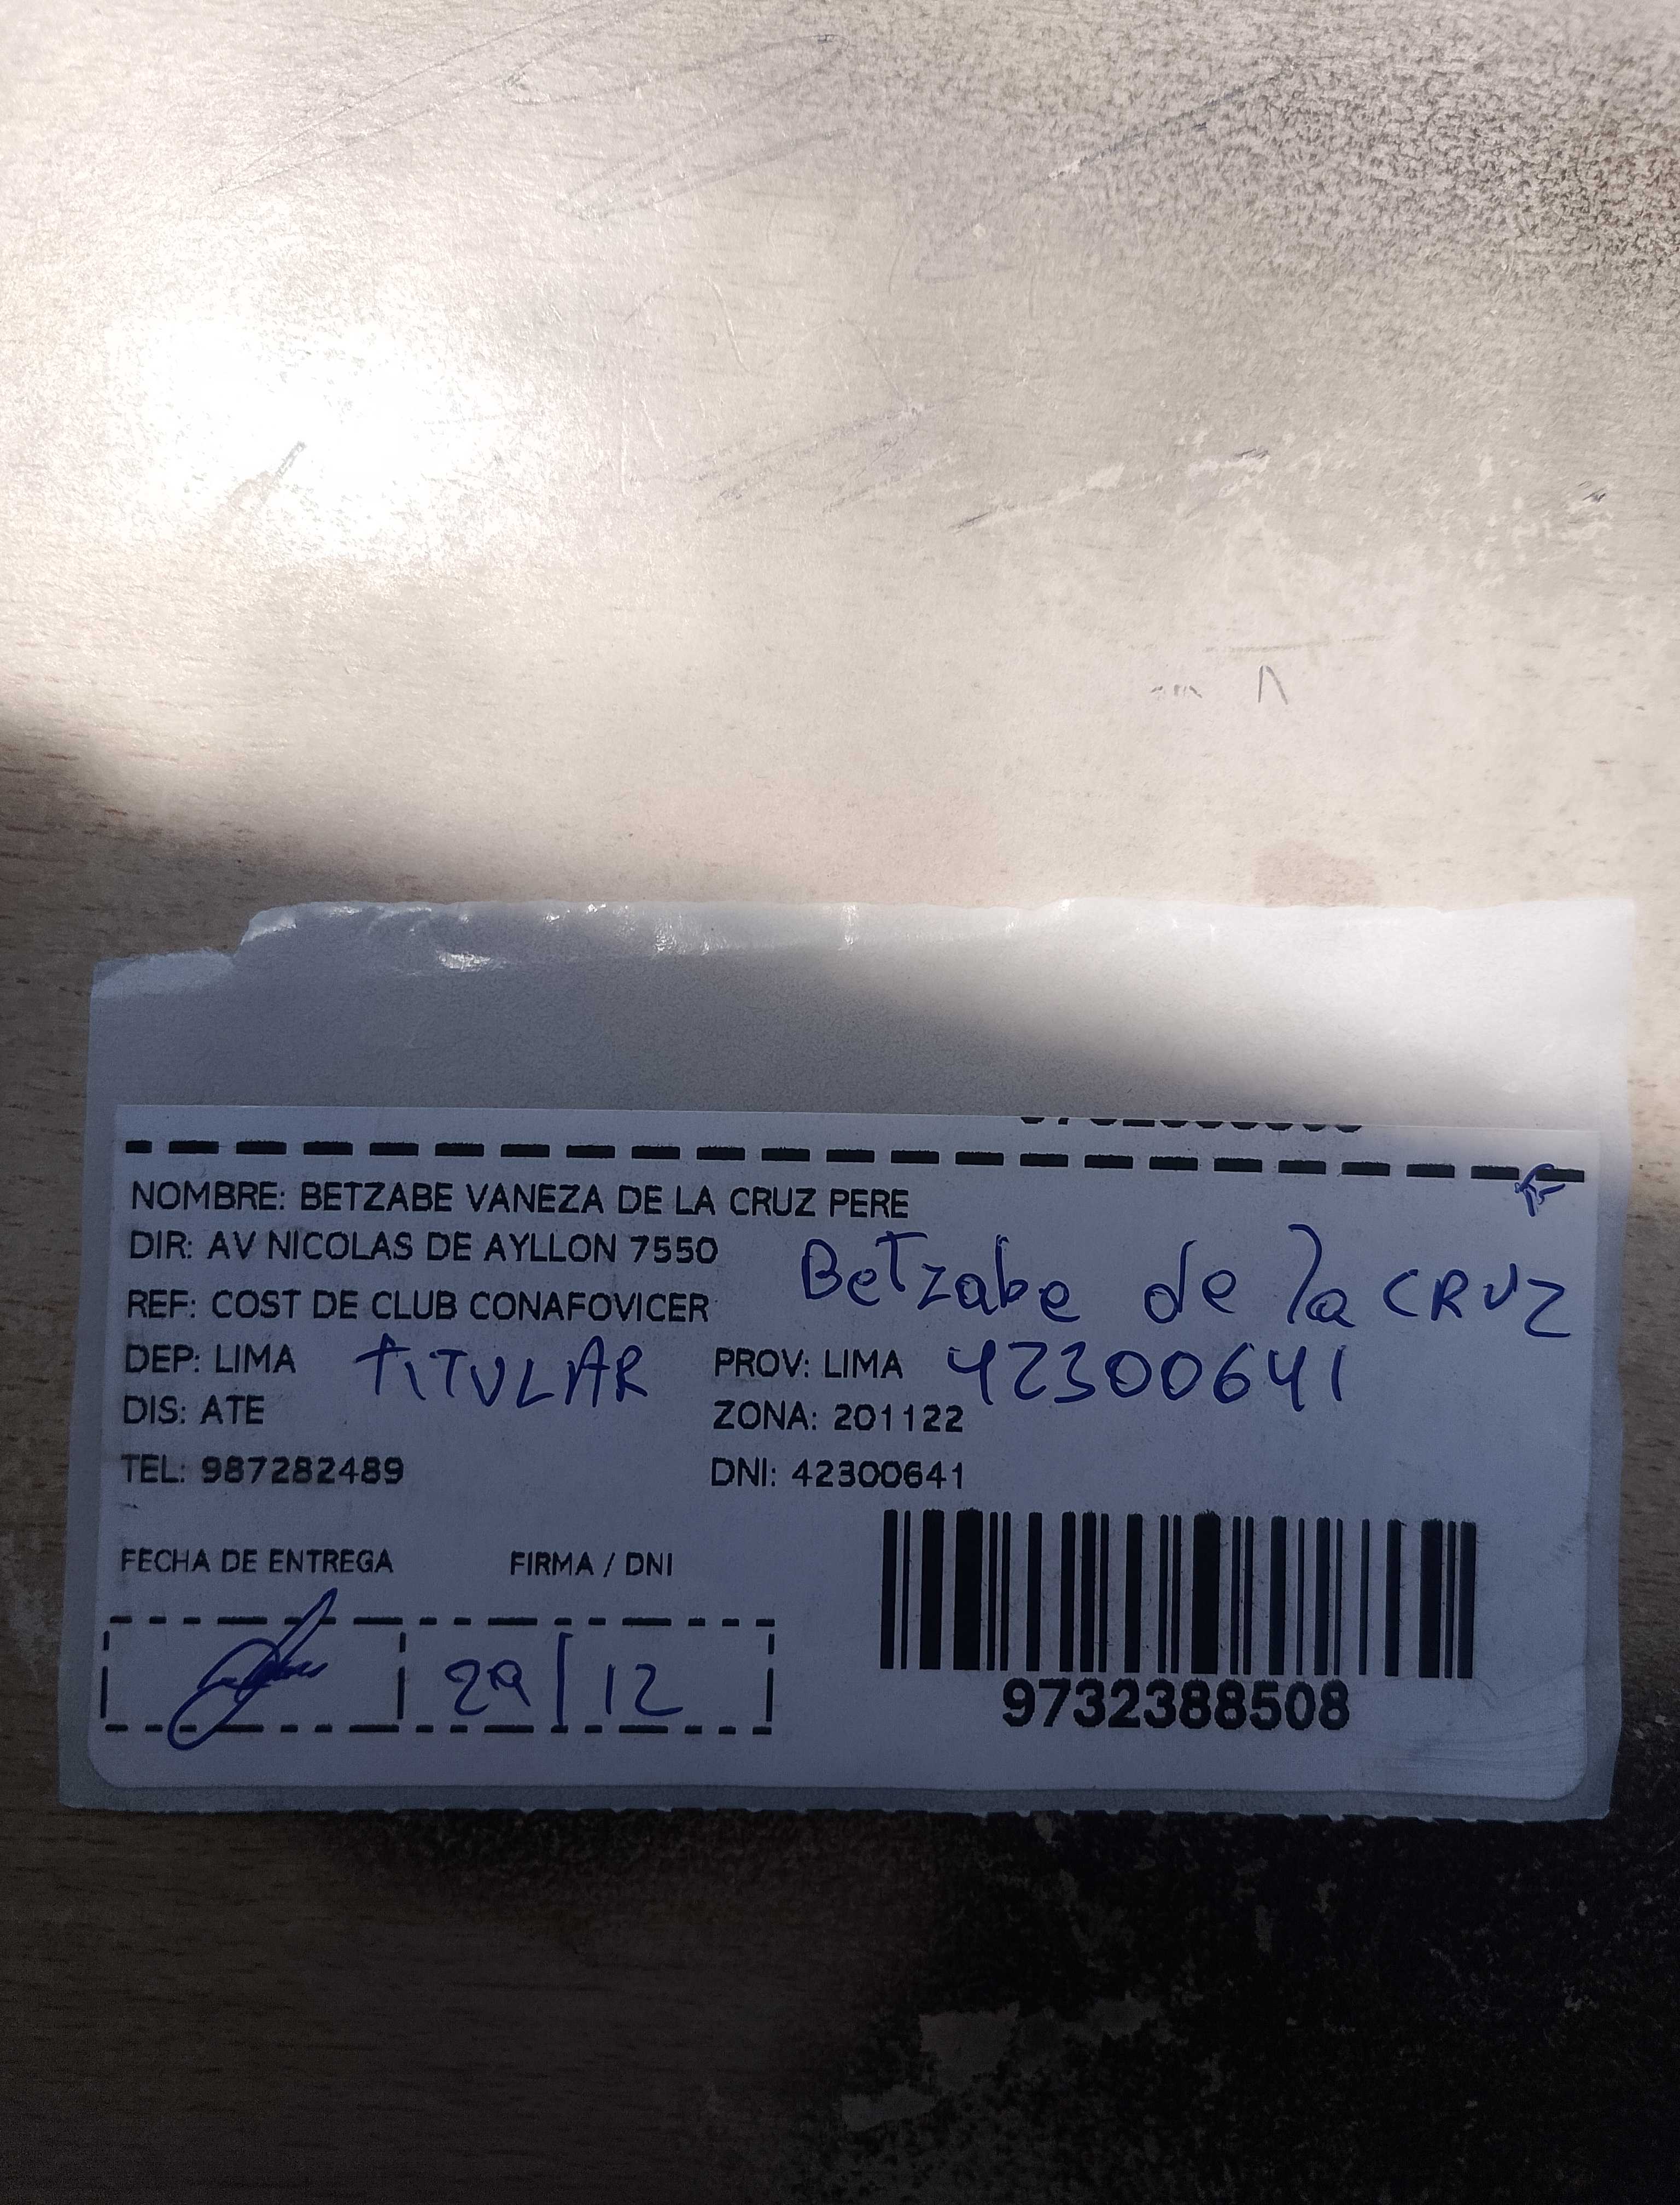 NOMBRE: BETZABE VANEZA DE LA CRUZ PERE
DIR: AV NICOLAS DE AYLLON 7550
Betzabe de la CRUZ
REF: COST DE CLUB CONAFOVICER
DEP: LIMA TITULAR PROV: LIMA 42300641
DIS: ATE ZONA: 201122
TEL: 987282489 DNI: 42300641
FECHA DE ENTREGA FIRMA / DNI
29/12
9732388508